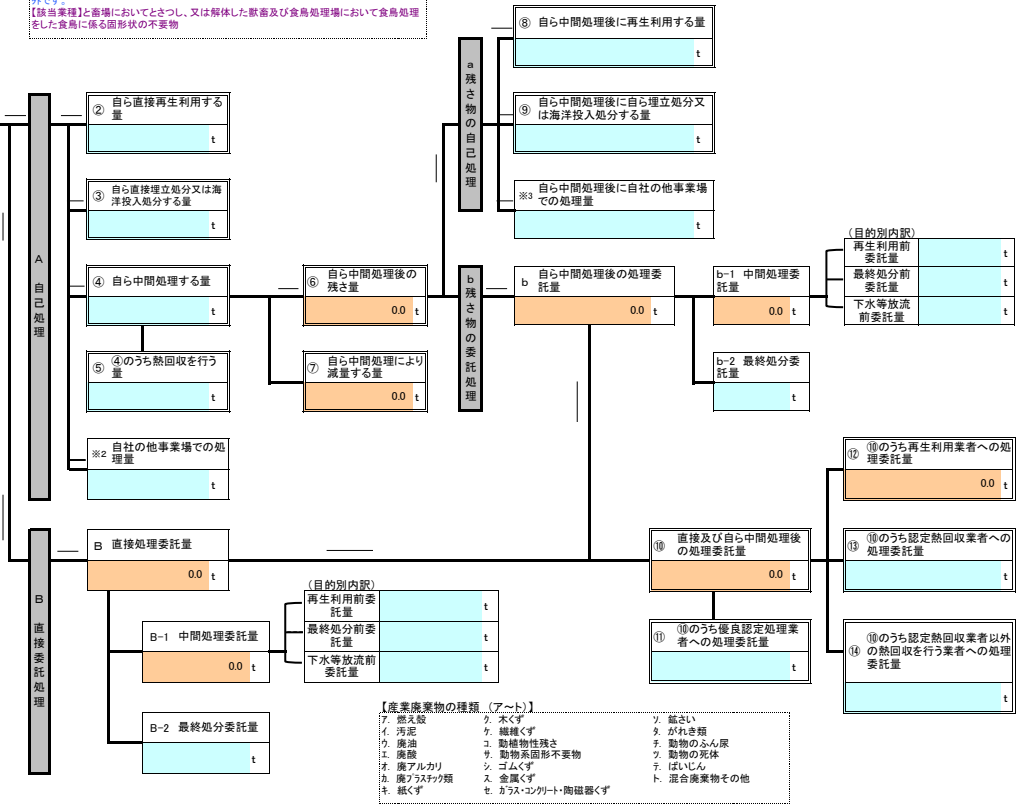 外です。
【該当業種】と畜場においてとさつし、又は解体した獣畜及び食鳥処理場において食鳥処理
をした食鳥に係る固形状の不要物
⑧ 自ら中間処理後に再生利用する量
t
a 残さ物の自己処理
② 自ら直接再生利用する
量
t
⑨ 自ら中間処理後に自ら埋立処分又
は海洋投入処分する量
t
③ 自ら直接埋立処分又は海
洋投入処分する量
t
※3 自ら中間処理後に自社の他事業場
での処理量
t
A 自己処理
④ 自ら中間処理する量
t
⑥ 自ら中間処理後の
残さ量
0.0 t
b 残さ物の委託処理
b 自ら中間処理後の処理委
託量
0.0 t
b-1 中間処理委
託量
0.0 t
(目的別内訳)
再生利用前
委託量 t
最終処分前
委託量 t
下水等放流
前委託量 t
⑤ ④のうち熱回収を行う
量
t
⑦ 自ら中間処理により
減量する量
0.0 t
b-2 最終処分委
託量
t
※2 自社の他事業場での処
理量
t
⑫ ⑩のうち再生利用業者への処
理委託量
0.0 t
B 直接委託処理
B 直接処理委託量
0.0 t
⑩ 直接及び自ら中間処理後
の処理委託量
0.0 t
⑬ ⑩のうち認定熱回収業者への
処理委託量
t
B-1 中間処理委託量
0.0 t
(目的別内訳)
再生利用前委
託量 t
最終処分前委
託量 t
下水等放流前
委託量 t
⑪ ⑩のうち優良認定処理業
者への処理委託量
t
⑭ ⑩のうち認定熱回収業者以外
の熱回収を行う業者への処理
委託量
t
B-2 最終処分委託量
t
【産業廃棄物の種類 (ア～ト)】
ア. 燃え殻 ク. 木くず ソ. 鉱さい
イ. 汚泥 ケ. 繊維くず タ. がれき類
ウ. 廃油 コ. 動植物性残さ チ. 動物のふん尿
エ. 廃酸 サ. 動物系固形不要物 ツ. 動物の死体
オ. 廃アルカリ シ. ゴムくず テ. ばいじん
カ. 廃プラスチック類 ス. 金属くず ト. 混合廃棄物その他
キ. 紙くず セ. ガラス・コンクリート・陶磁器くず